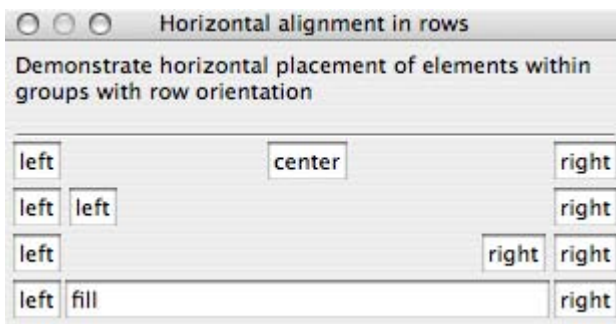 Horizontal alignment in rows
Demonstrate horizontal placement of elements within
groups with row orientation
left center right
left left right
left right right
left fill right